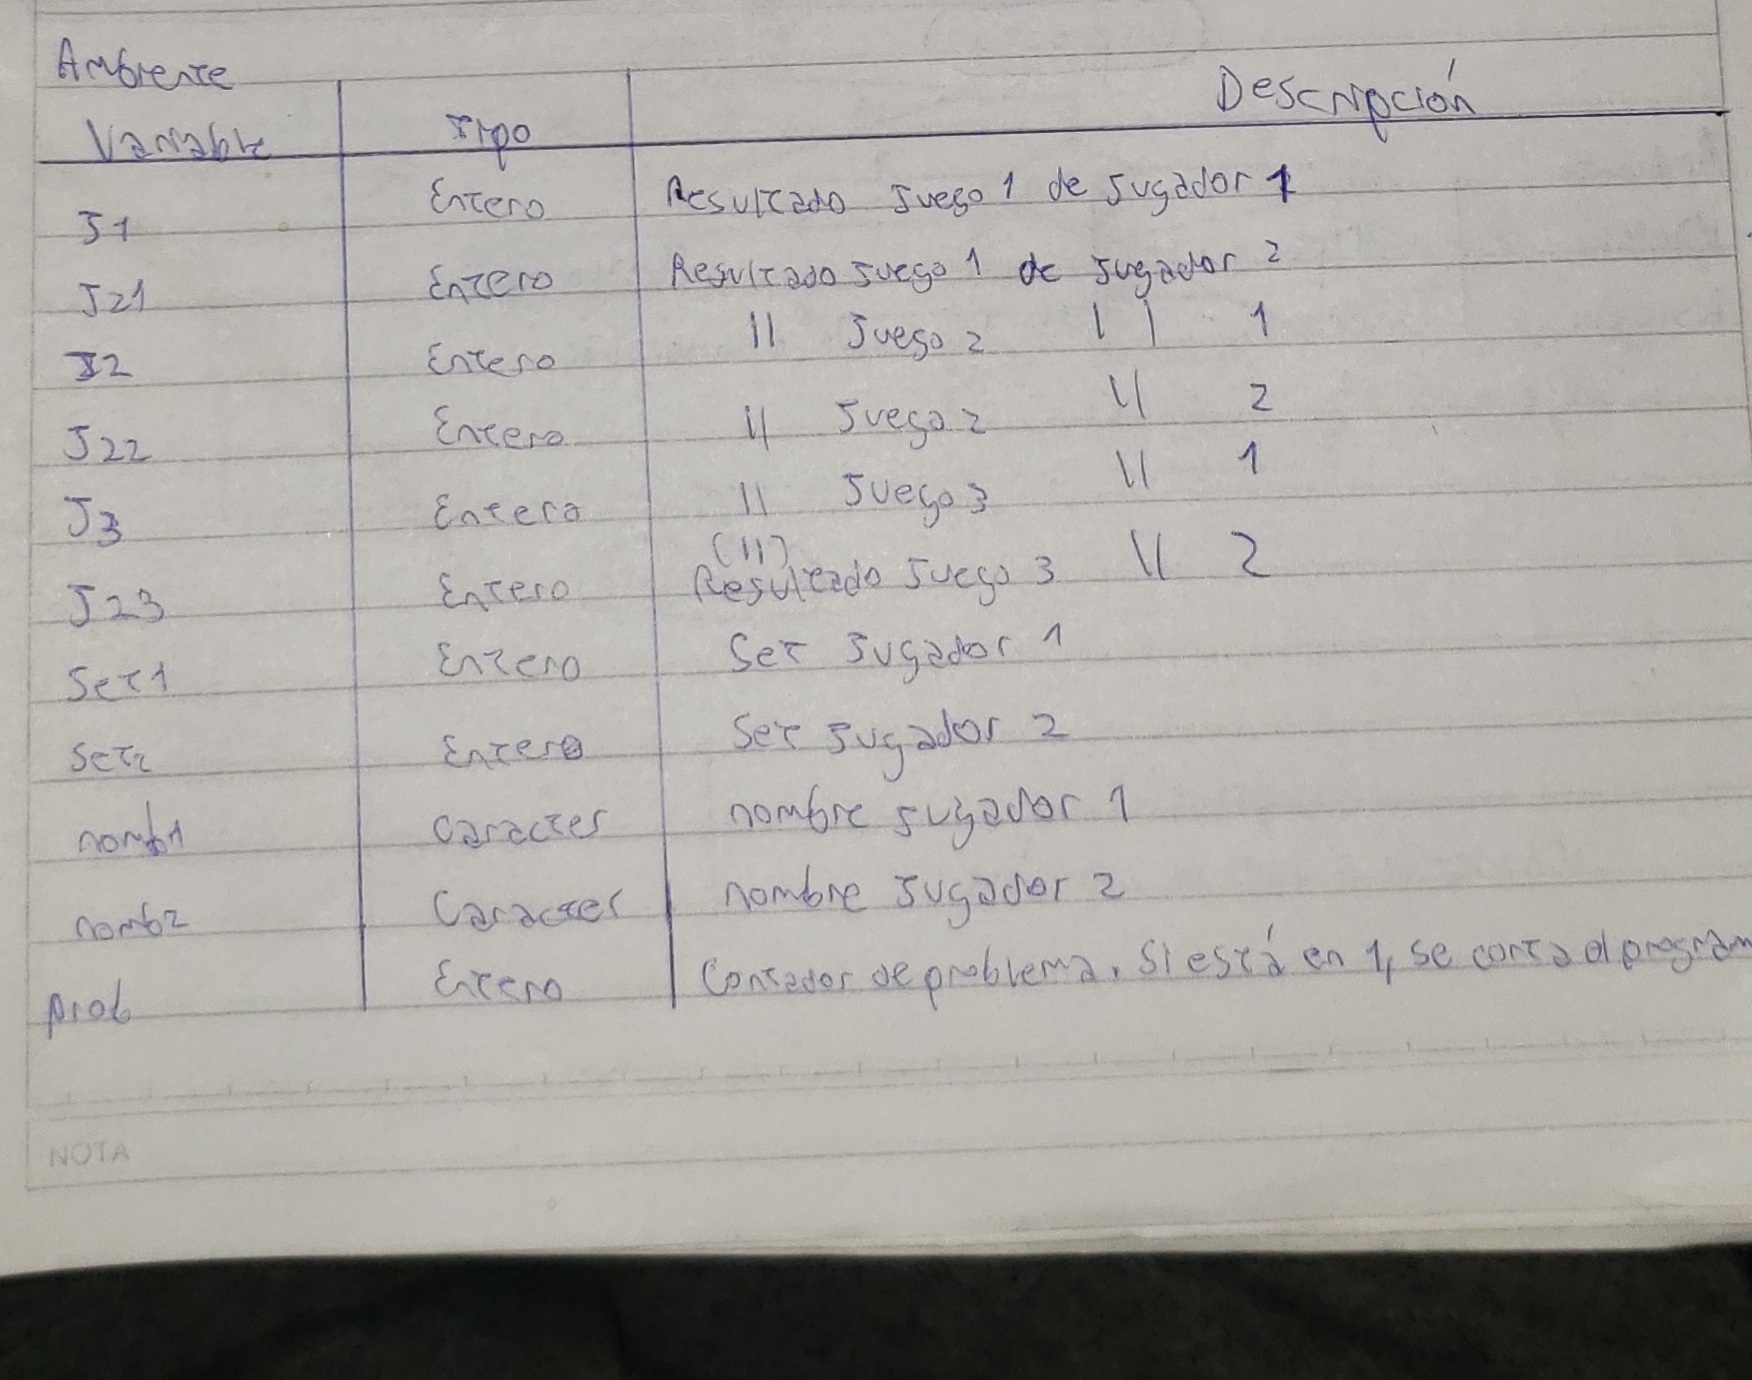 Ambiente
Variable Tipo Descripción
J1 Entero Resultado Juego 1 de Jugador 1
J21 Entero Resultado Juego 1 de Jugador 2
J2 Entero || Juego 2 || 1
J22 Entero || Juego 2 || 2
J3 Entero || Juego 3 || 1
(||)
J23 Entero Resultado Juego 3 || 2
Set1 Entero Set Jugador 1
Set2 Entero Set Jugador 2
nomb1 Caracter nombre jugador 1
nomb2 Caracter nombre Jugador 2
prob Entero Contador de problema. Si está en 1, se corta el program
NOTA